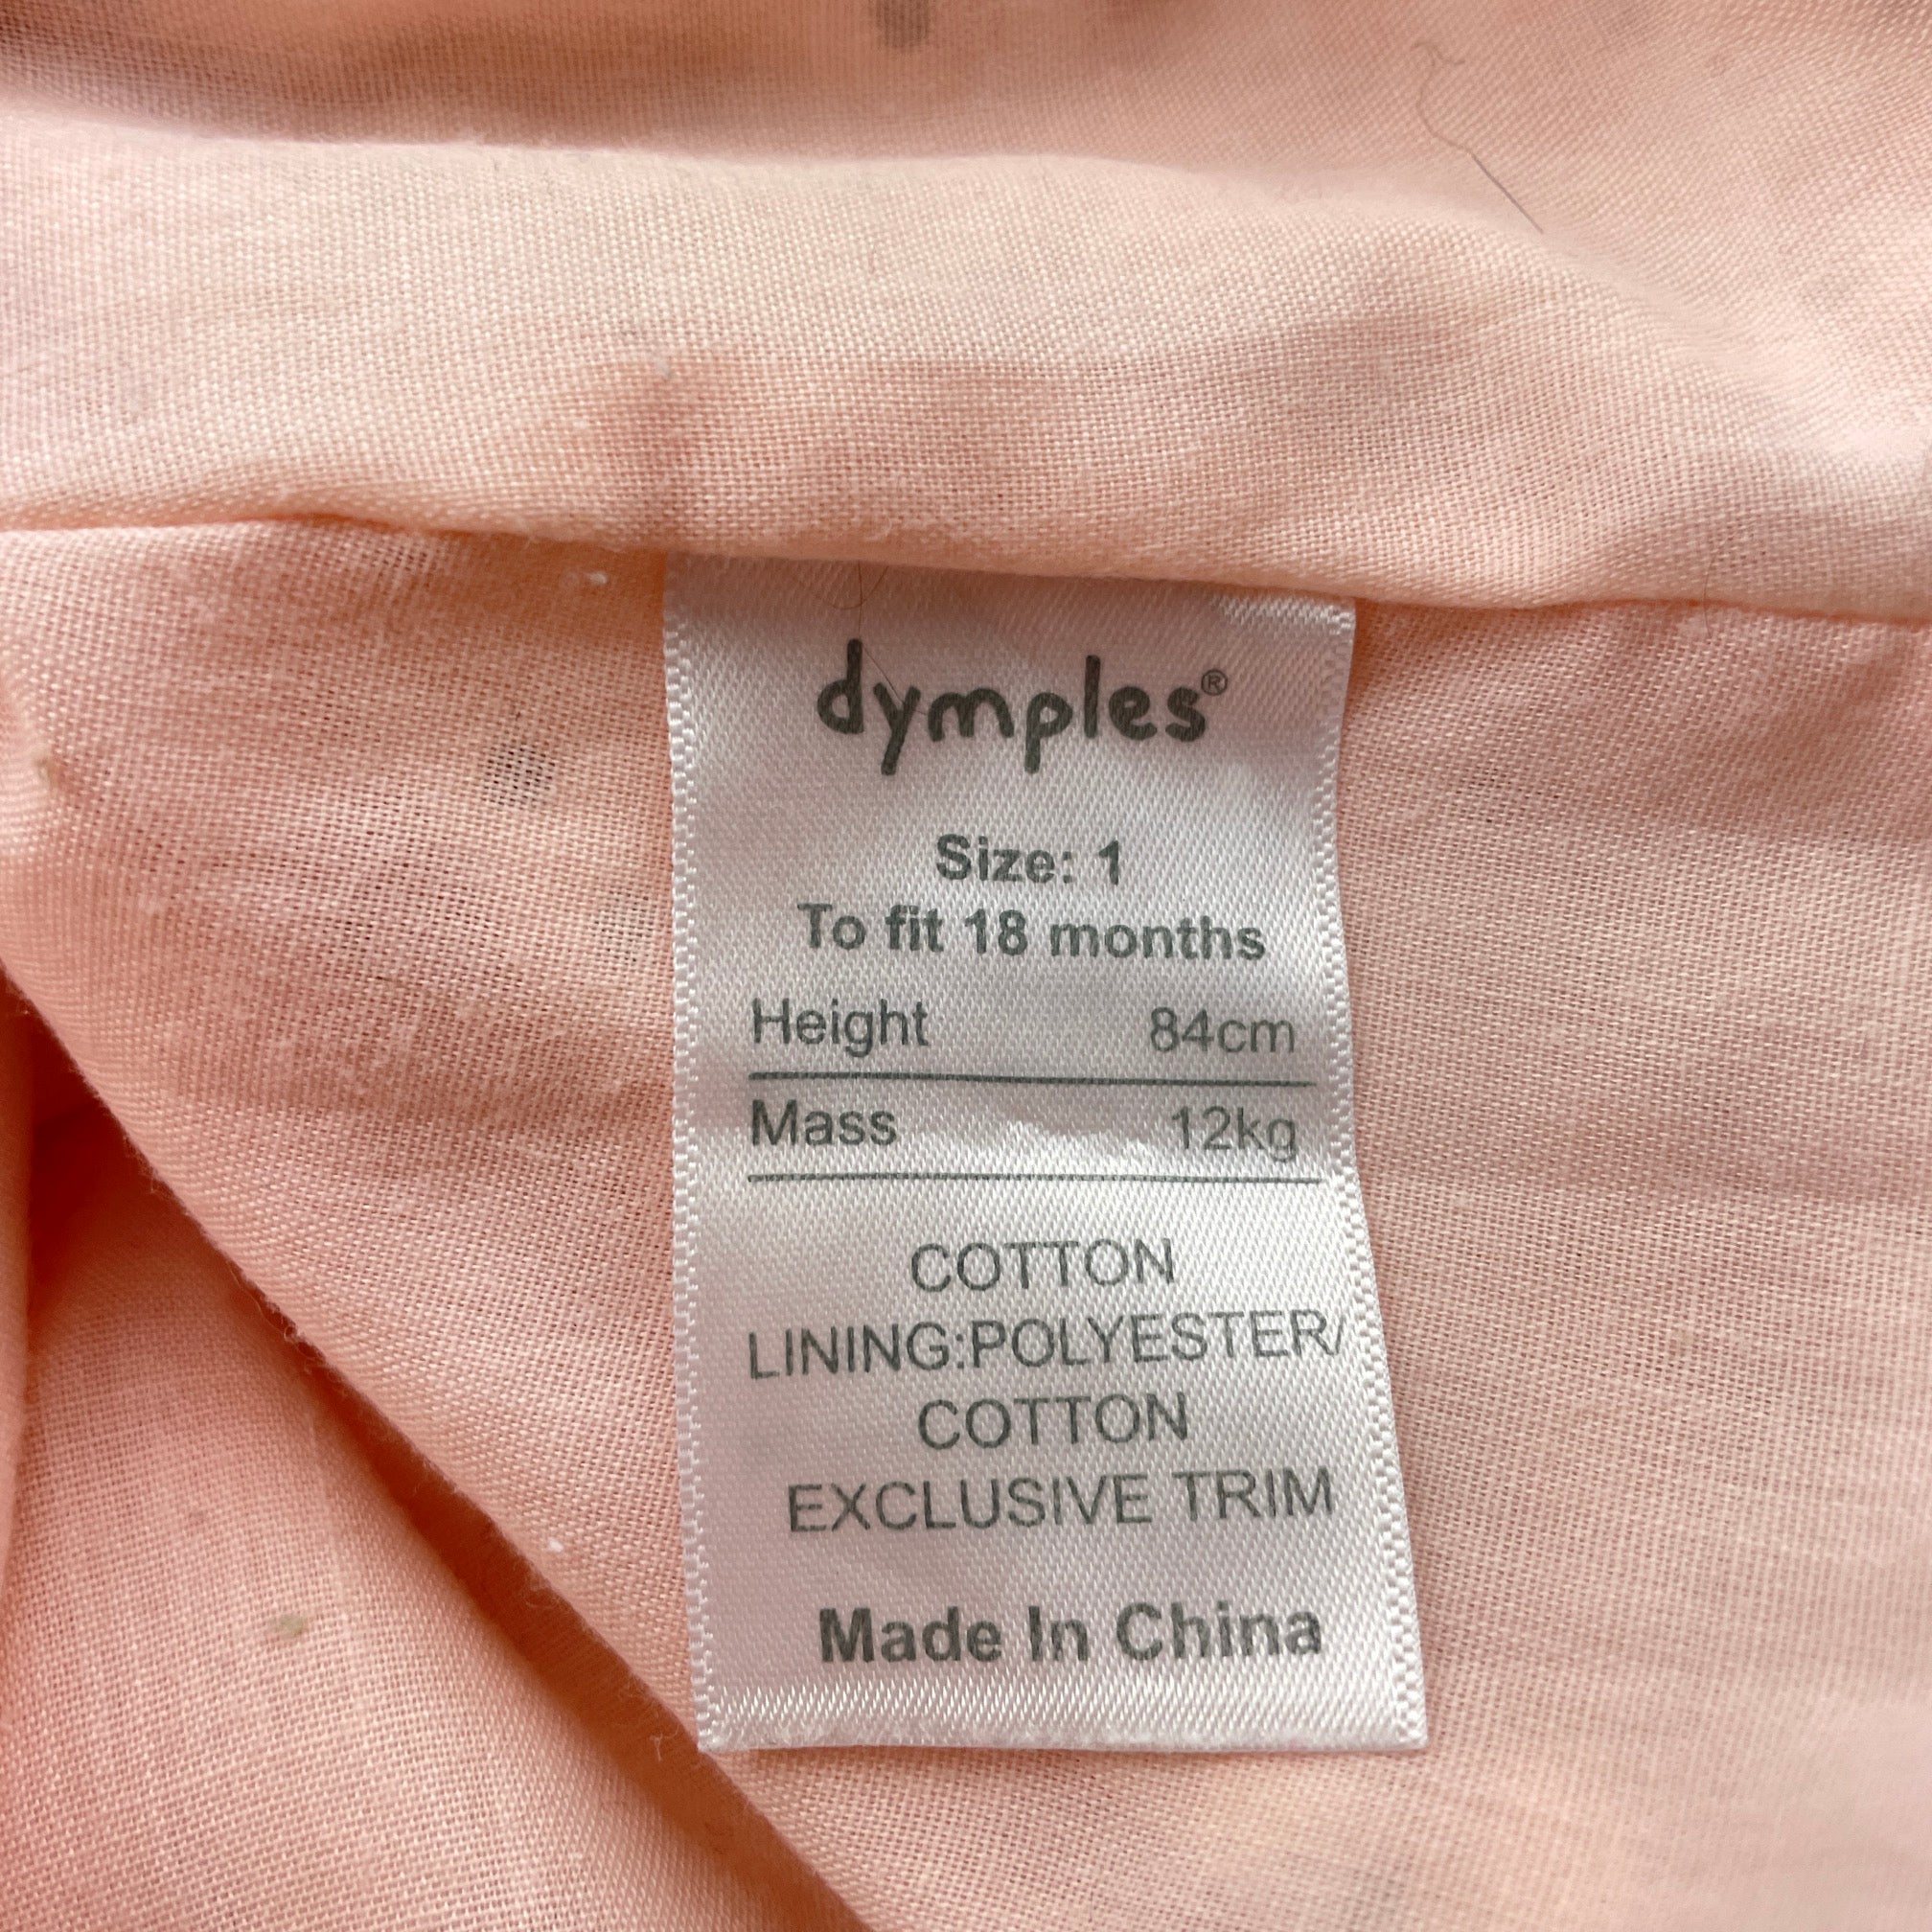 dymples®
Size: 1
To fit 18 months
Height 84cm
Mass 12kg
COTTON
LINING:POLYESTER/
COTTON
EXCLUSIVE TRIM
Made In China